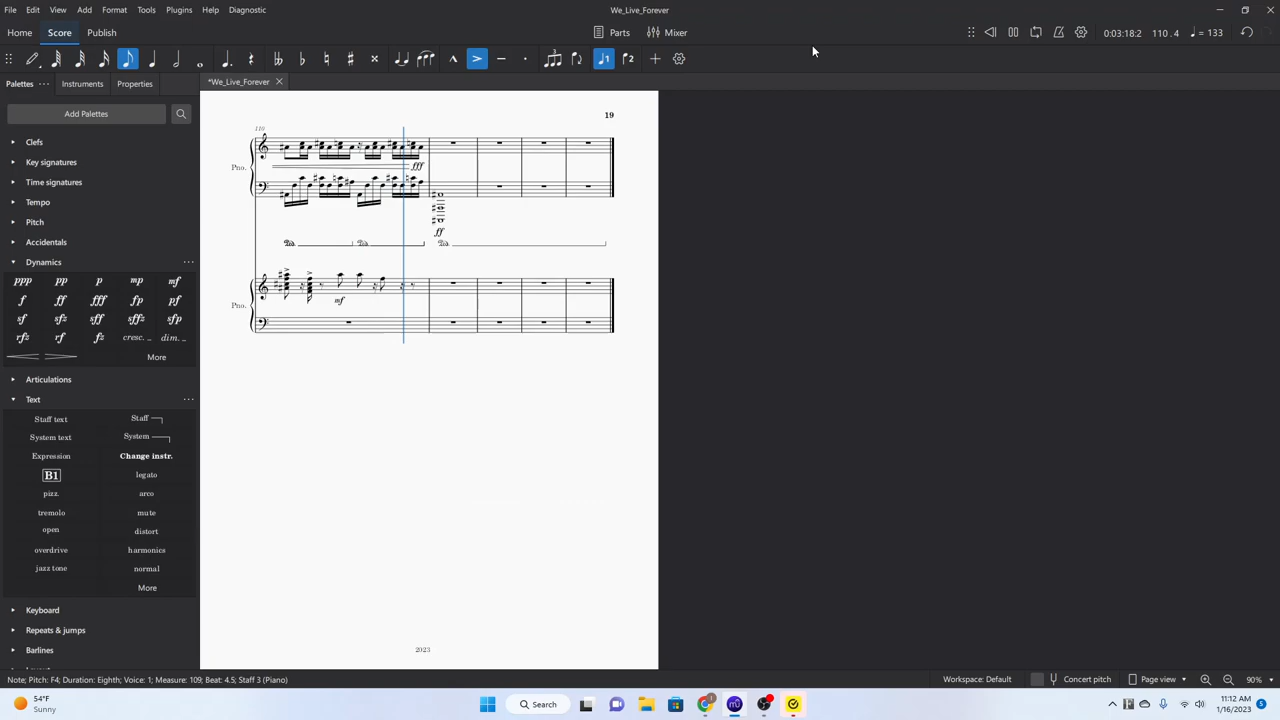 We_Live_Forever
File Edit View Add Format Tools Plugins Help Diagnostic
Home Score Publish Parts Mixer 0:03:18:2 110 . 4 = 133
Palettes Instruments Properties *We_Live_Forever
Add Palettes
Clefs
Key signatures
Time signatures
Tempo
Pitch
Accidentals
Dynamics
ppp pp p mp mf
f ff fff fp pf
sf sfz sff sffz sfp
rfz rf fz cresc. _ dim. _
More
Articulations
Text
Staff text Staff
System text System
Expression Change instr.
B1 legato
pizz. arco
tremolo mute
open distort
overdrive harmonics
jazz tone normal
More
Keyboard
Repeats & jumps
Barlines
19
110
Pno.
fff
ff
Pno.
mf
2023
Note; Pitch: F4; Duration: Eighth; Voice: 1; Measure: 109; Beat: 4.5; Staff 3 (Piano) Workspace: Default Concert pitch Page view 90%
54°F
Sunny
Search
11:12 AM
1/16/2023